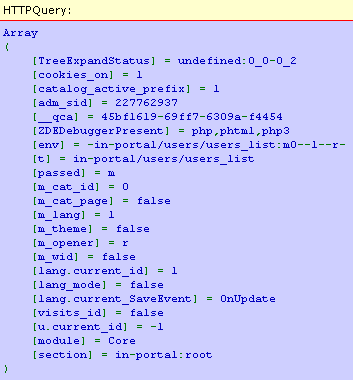 HTTPQuery:
Array
(
[TreeExpandStatus] = undefined:0_0-0_2
[cookies_on] = 1
[catalog_active_prefix] = 1
[adm_sid] = 227762937
[__qca] = 45bf1619-69ff7-6309a-f4454
[ZDEDebuggerPresent] = php,phtml,php3
[env] = -in-portal/users/users_list:m0--1--r-
[t] = in-portal/users/users_list
[passed] = m
[m_cat_id] = 0
[m_cat_page] = false
[m_lang] = 1
[m_theme] = false
[m_opener] = r
[m_wid] = false
[lang.current_id] = 1
[lang_mode] = false
[lang.current_SaveEvent] = OnUpdate
[visits_id] = false
[u.current_id] = -1
[module] = Core
[section] = in-portal:root
)